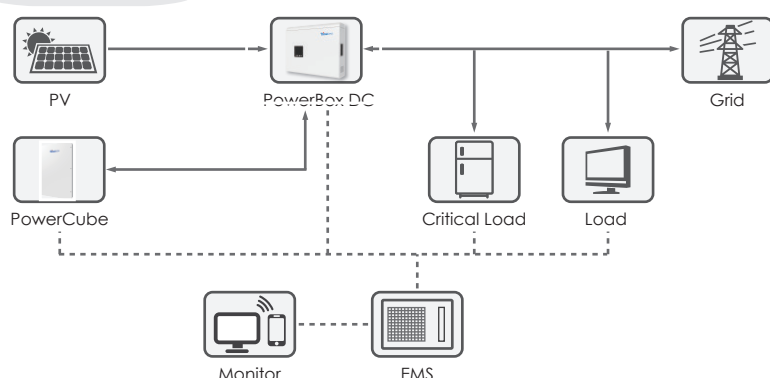 PV
PowerBox DC
Grid
PowerCube
Critical Load
Load
Monitor
EMS